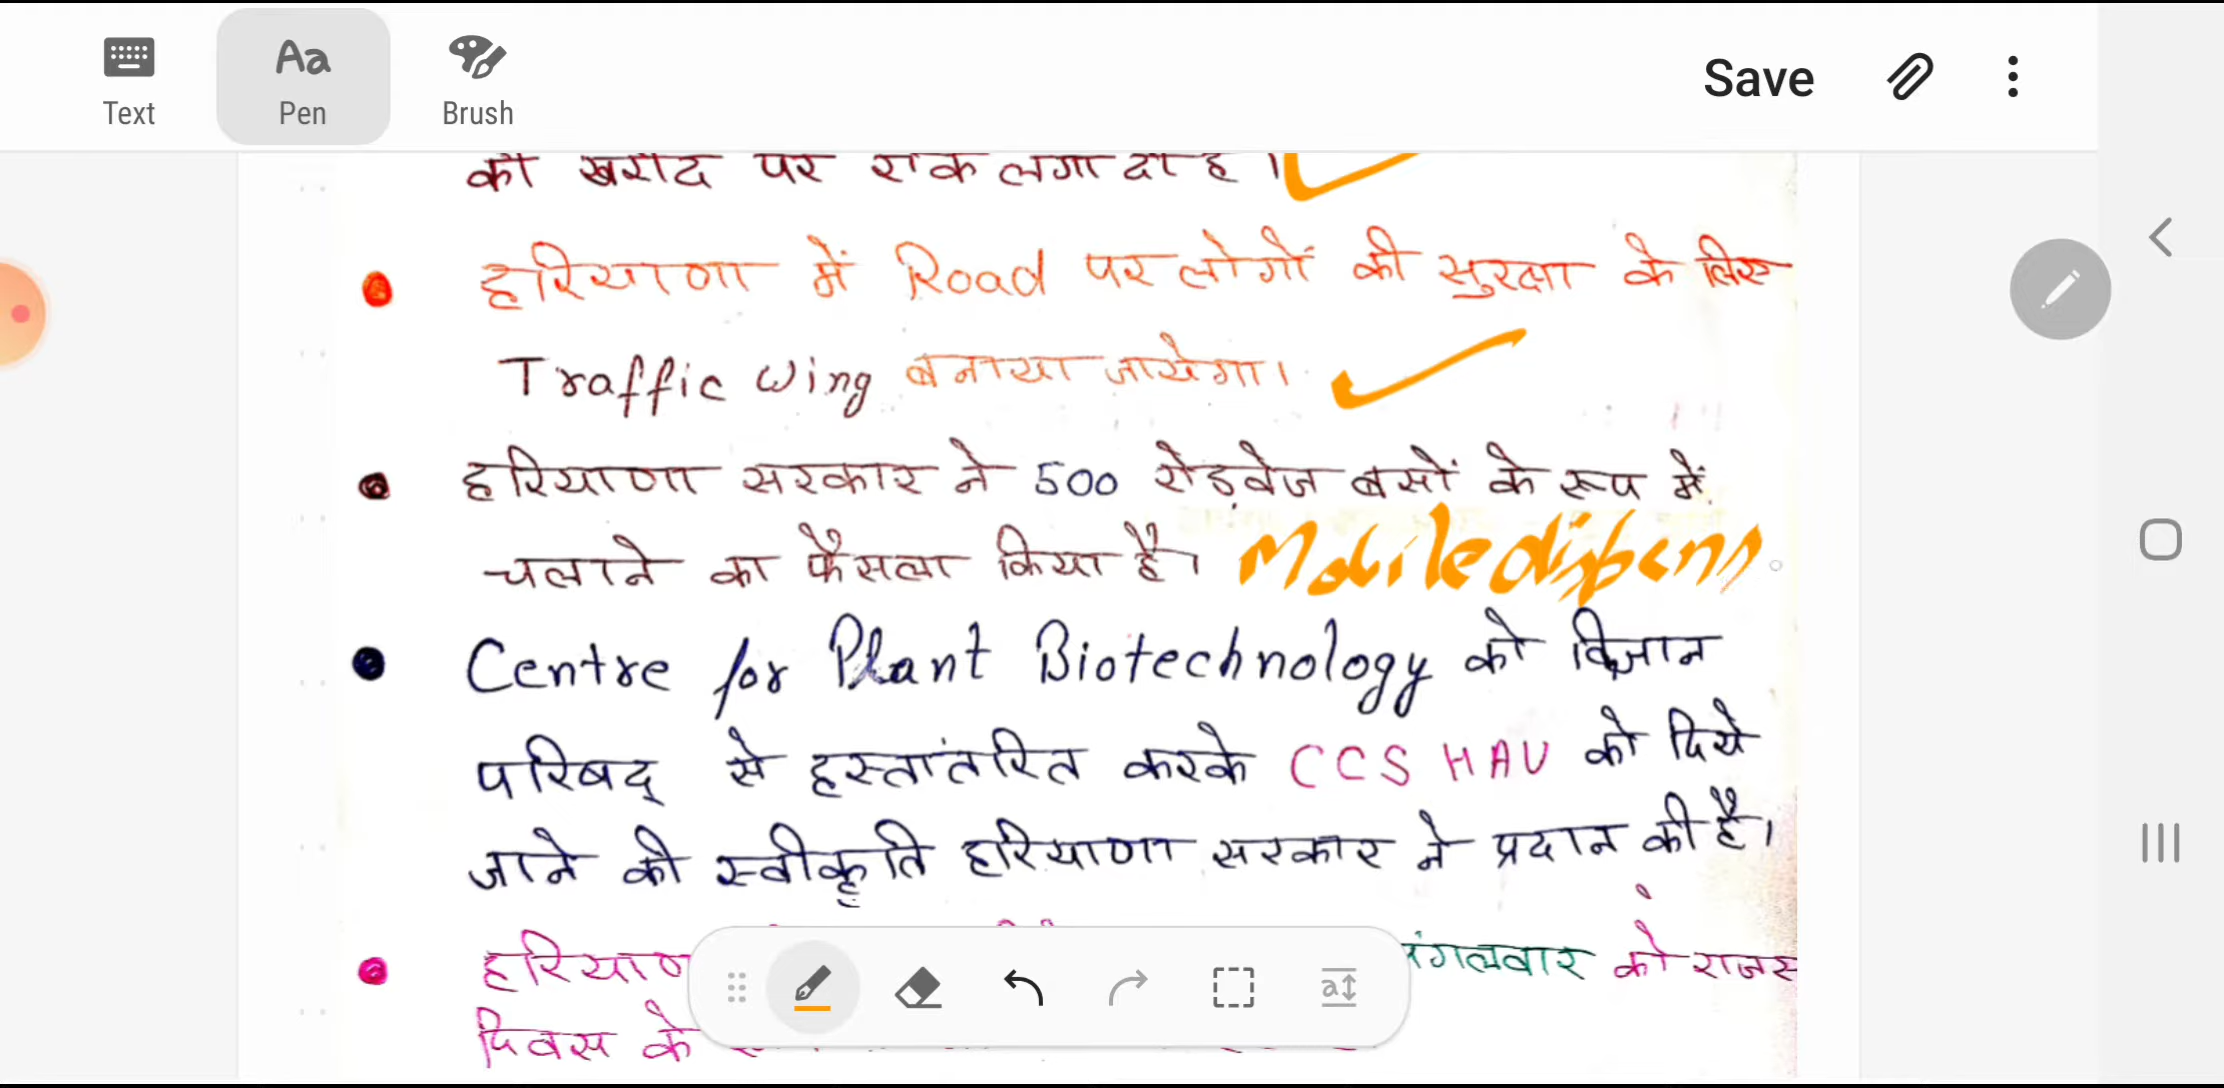 Text
Pen
Brush
Save
की खरीद पर रोक लगा दी है।
हरियाणा में Road पर लोगों की सुरक्षा के लिए
Traffic wing बनाया जायेगा।
हरियाणा सरकार ने 500 रोड़वेज बसों के रूप में
चलाने का फैसला किया है। Mobile dispens
Centre for Plant Biotechnology को विज्ञान
परिषद् से हस्तांतरित करके CCS HAU को दिये
जाने की स्वीकृति हरियाणा सरकार ने प्रदान की है।
हरियाण मंगलवार को राजस
दिवस के